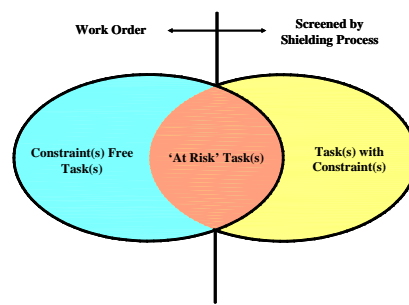 Work Order
Screened by
Shielding Process
Constraint(s) Free
Task(s)
‘At Risk’ Task(s)
Task(s) with
Constraint(s)